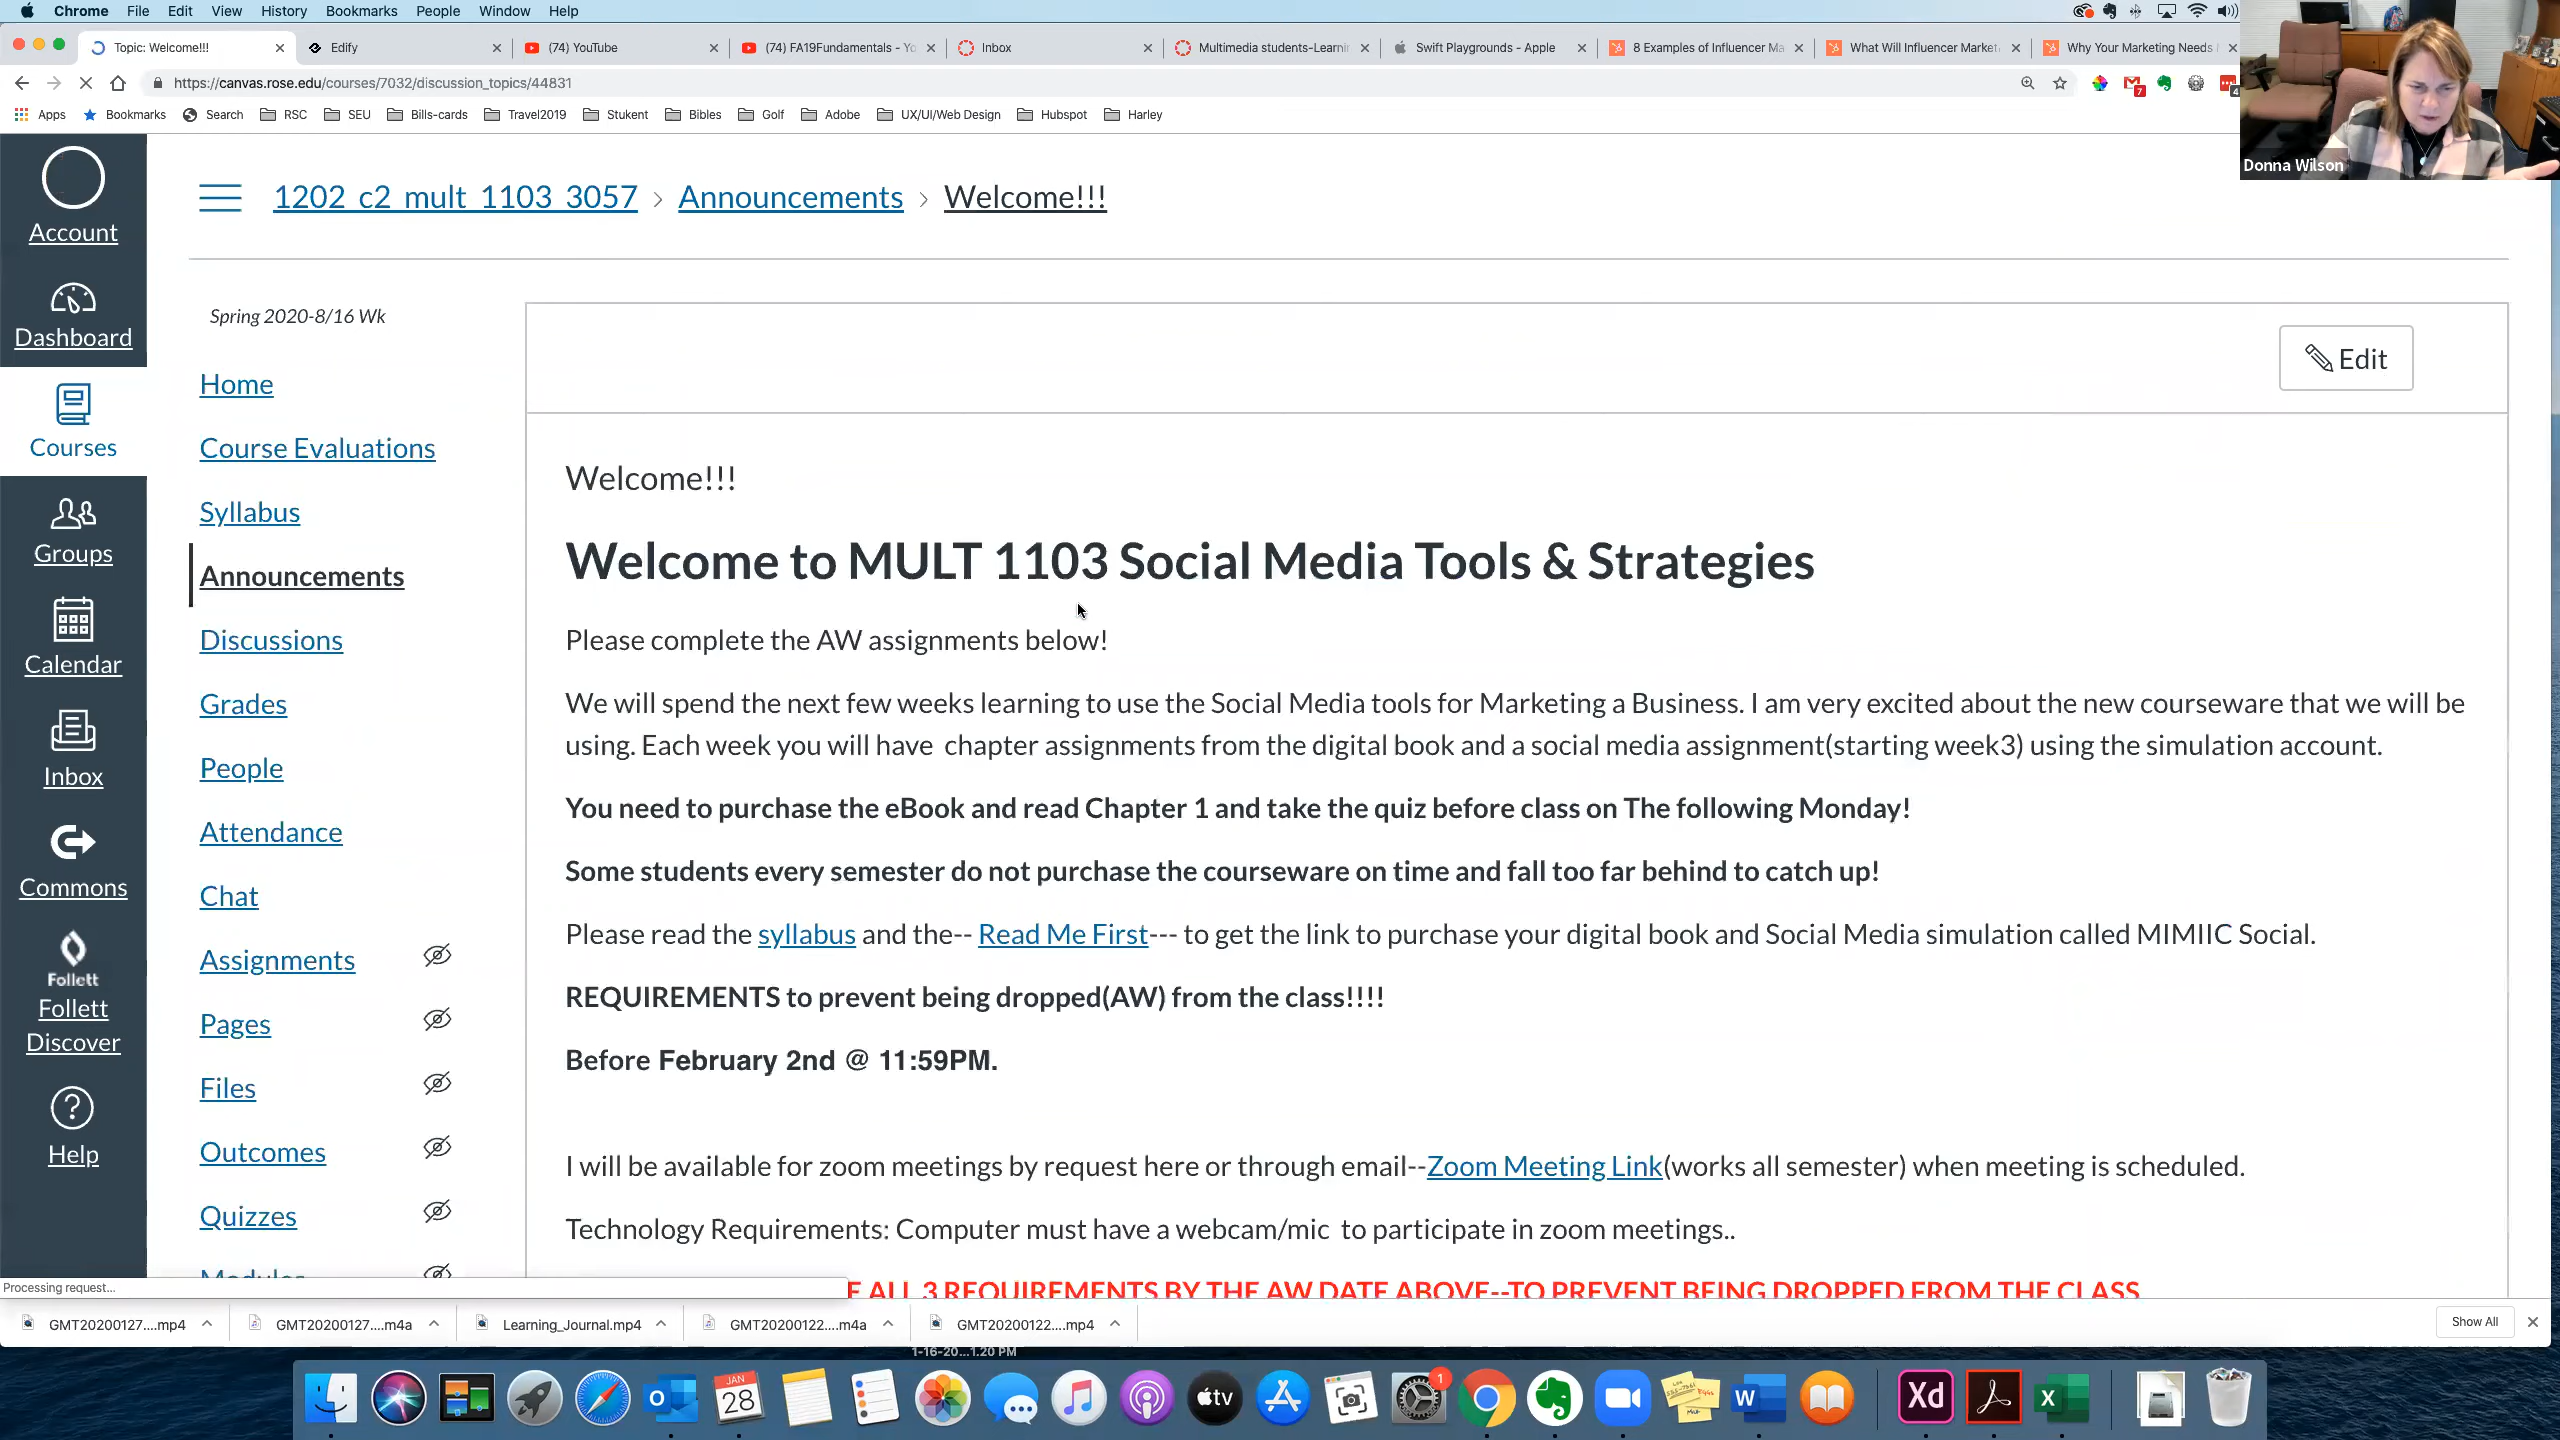 Chrome File Edit View History Bookmarks People Window Help
Topic: Welcome!!!
Edify
(74) YouTube
(74) FA19Fundamentals - Yo
Inbox
Multimedia students-Learni
Swift Playgrounds - Apple
8 Examples of Influencer Ma
What Will Influencer Market
Why Your Marketing Needs
https://canvas.rose.edu/courses/7032/discussion_topics/44831
7
4
Apps Bookmarks Search RSC SEU Bills-cards Travel2019 Stukent Bibles Golf Adobe UX/UI/Web Design Hubspot Harley
Donna Wilson
Account
Dashboard
Courses
Groups
Calendar
Inbox
Commons
Follett
Follett
Discover
Help
1202_c2_mult_1103_3057 > Announcements > Welcome!!!
Spring 2020-8/16 Wk
Home
Course Evaluations
Syllabus
Announcements
Discussions
Grades
People
Attendance
Chat
Assignments
Pages
Files
Outcomes
Quizzes
Modules
Edit
Welcome!!!
Welcome to MULT 1103 Social Media Tools & Strategies
Please complete the AW assignments below!
We will spend the next few weeks learning to use the Social Media tools for Marketing a Business. I am very excited about the new courseware that we will be
using. Each week you will have chapter assignments from the digital book and a social media assignment(starting week3) using the simulation account.
You need to purchase the eBook and read Chapter 1 and take the quiz before class on The following Monday!
Some students every semester do not purchase the courseware on time and fall too far behind to catch up!
Please read the syllabus and the-- Read Me First--- to get the link to purchase your digital book and Social Media simulation called MIMIIC Social.
REQUIREMENTS to prevent being dropped(AW) from the class!!!!
Before February 2nd @ 11:59PM.
I will be available for zoom meetings by request here or through email--Zoom Meeting Link(works all semester) when meeting is scheduled.
Technology Requirements: Computer must have a webcam/mic to participate in zoom meetings..
E ALL 3 REQUIREMENTS BY THE AW DATE ABOVE--TO PREVENT BEING DROPPED FROM THE CLASS
Processing request...
GMT20200127....mp4
GMT20200127....m4a
Learning_Journal.mp4
GMT20200122....m4a
GMT20200122....mp4
Show All
1-16-20...1.20 PM
JAN
28
tv
1
W
Xd
X